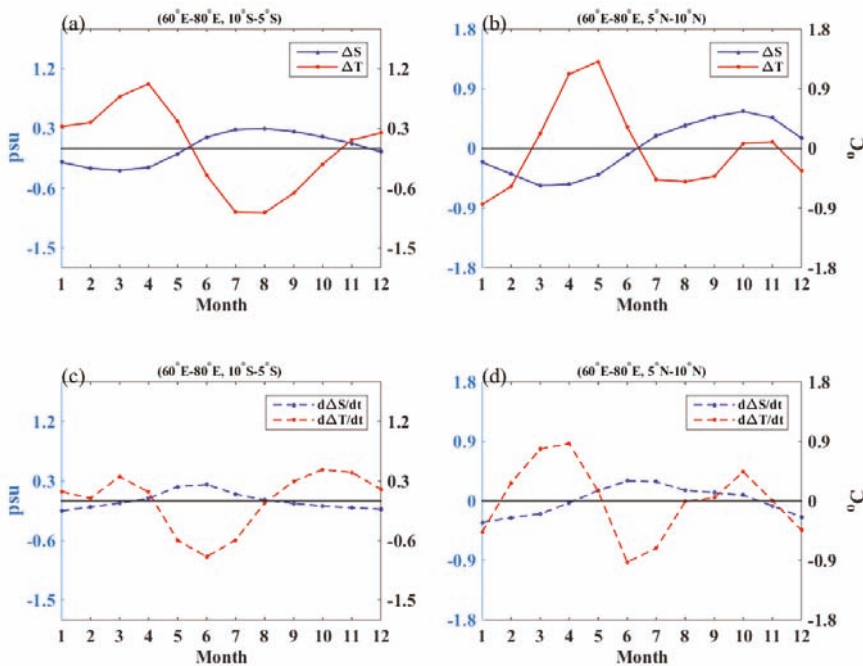 (a)
(60°E-80°E, 10°S-5°S)
ΔS
ΔT
psu
1.2
0.3
-0.6
-1.5
1.2
0.3
-0.6
-1.5
1 2 3 4 5 6 7 8 9 10 11 12
Month
(b)
(60°E-80°E, 5°N-10°N)
ΔS
ΔT
1.8
0.9
0
-0.9
-1.8
1.8
0.9
0
-0.9
-1.8
°C
1 2 3 4 5 6 7 8 9 10 11 12
Month
(c)
(60°E-80°E, 10°S-5°S)
dΔS/dt
dΔT/dt
psu
1.2
0.3
-0.6
-1.5
1.2
0.3
-0.6
-1.5
1 2 3 4 5 6 7 8 9 10 11 12
Month
(d)
(60°E-80°E, 5°N-10°N)
dΔS/dt
dΔT/dt
1.8
0.9
0
-0.9
-1.8
1.8
0.9
0
-0.9
-1.8
°C
1 2 3 4 5 6 7 8 9 10 11 12
Month